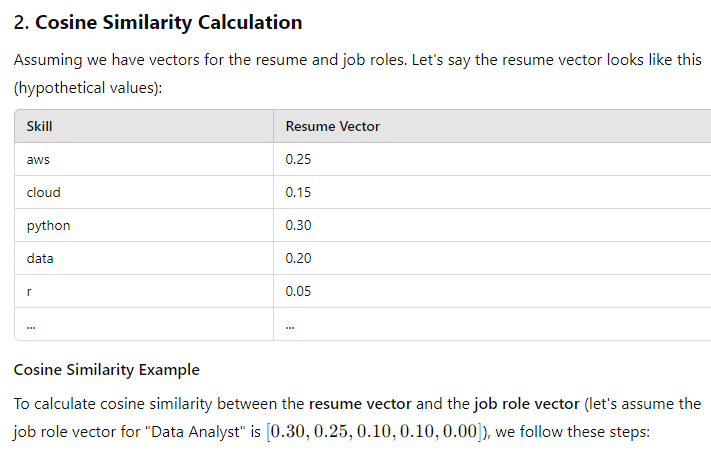 2. Cosine Similarity Calculation
Assuming we have vectors for the resume and job roles. Let's say the resume vector looks like this
(hypothetical values):
Skill Resume Vector
aws 0.25
cloud 0.15
python 0.30
data 0.20
r 0.05
... ...
Cosine Similarity Example
To calculate cosine similarity between the resume vector and the job role vector (let's assume the
job role vector for "Data Analyst" is [0.30, 0.25, 0.10, 0.10, 0.00]), we follow these steps: